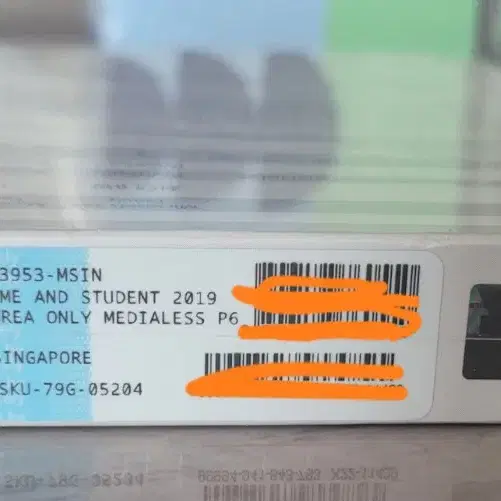 3953-MSIN
ME AND STUDENT 2019
REA ONLY MEDIALESS P6
SINGAPORE
SKU-79G-05204